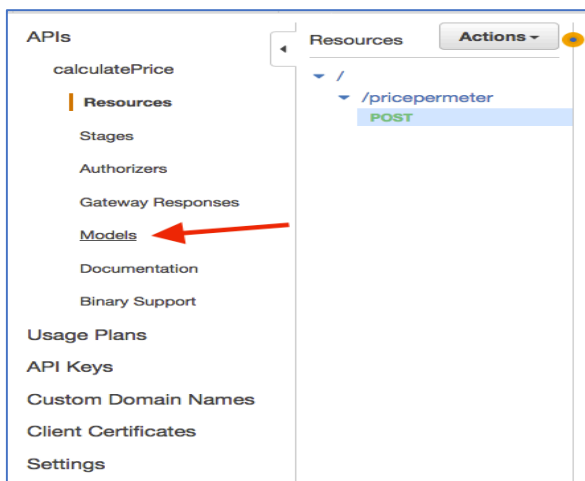 APIs
calculatePrice
Resources
Stages
Authorizers
Gateway Responses
Models
Documentation
Binary Support
Usage Plans
API Keys
Custom Domain Names
Client Certificates
Settings
Resources
Actions
/
/pricepermeter
POST